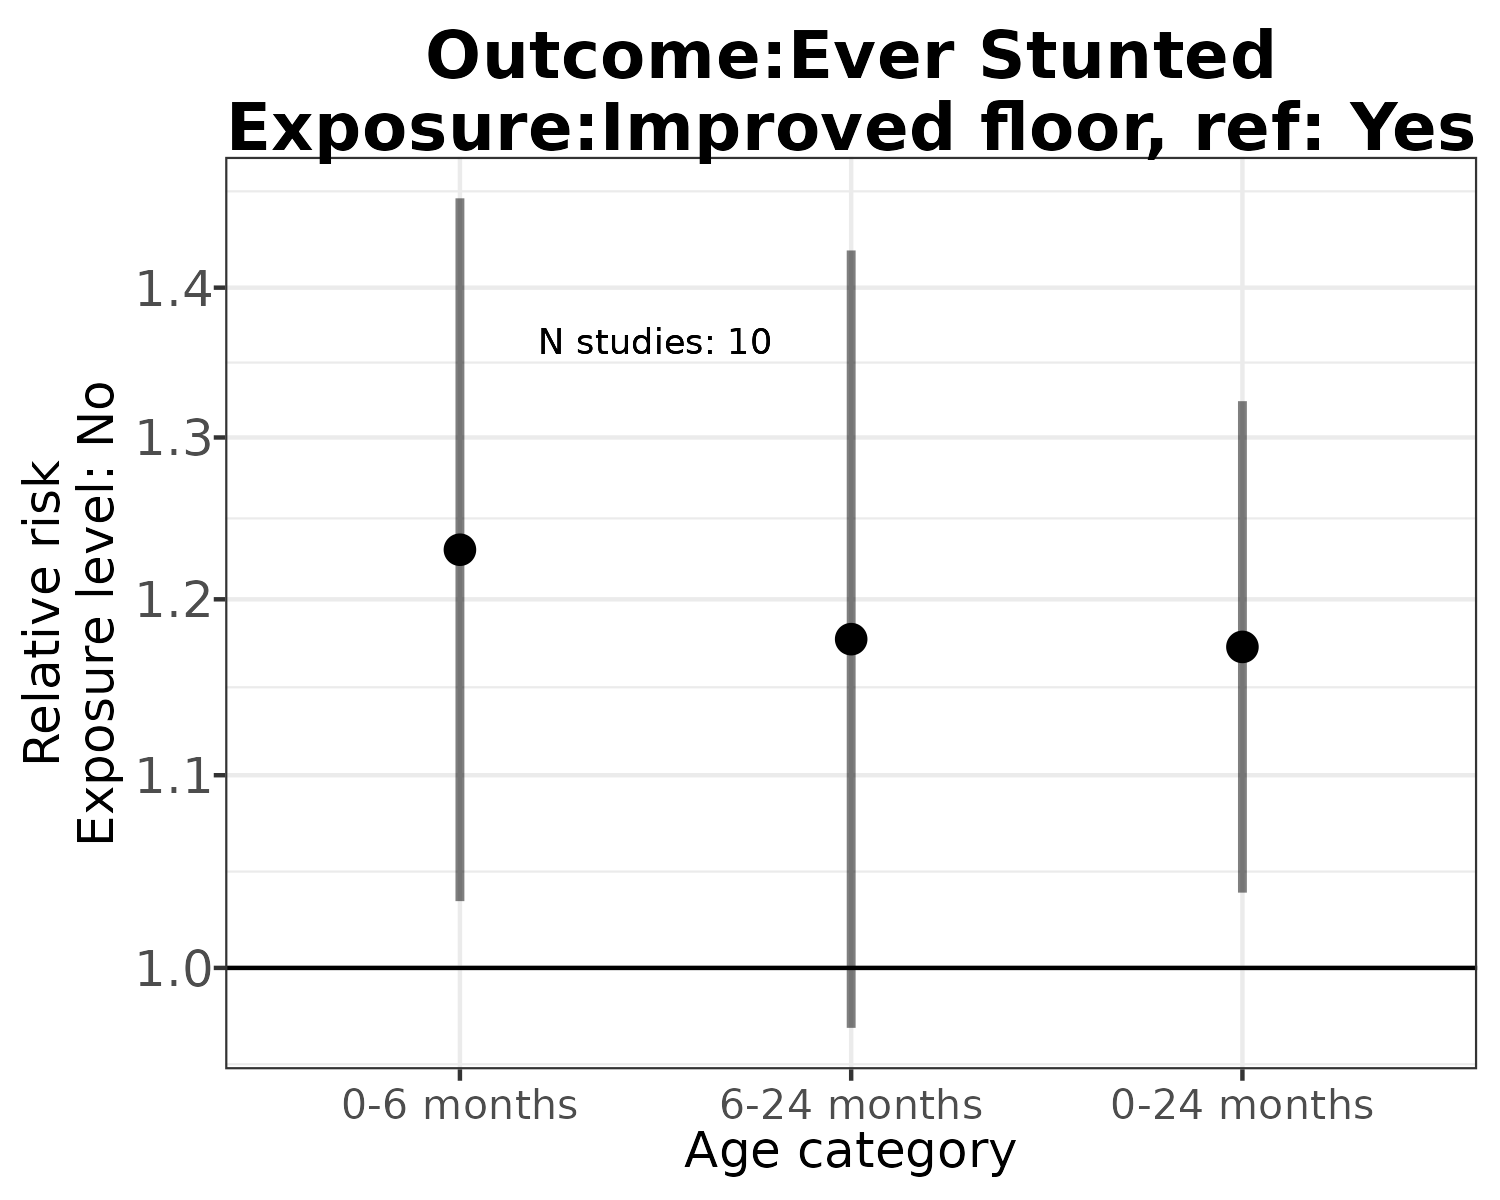 Outcome:Ever Stunted
Exposure:Improved floor, ref: Yes
Relative risk
Exposure level: No
1.4
1.3
1.2
1.1
1.0
N studies: 10
0-6 months
6-24 months
0-24 months
Age category